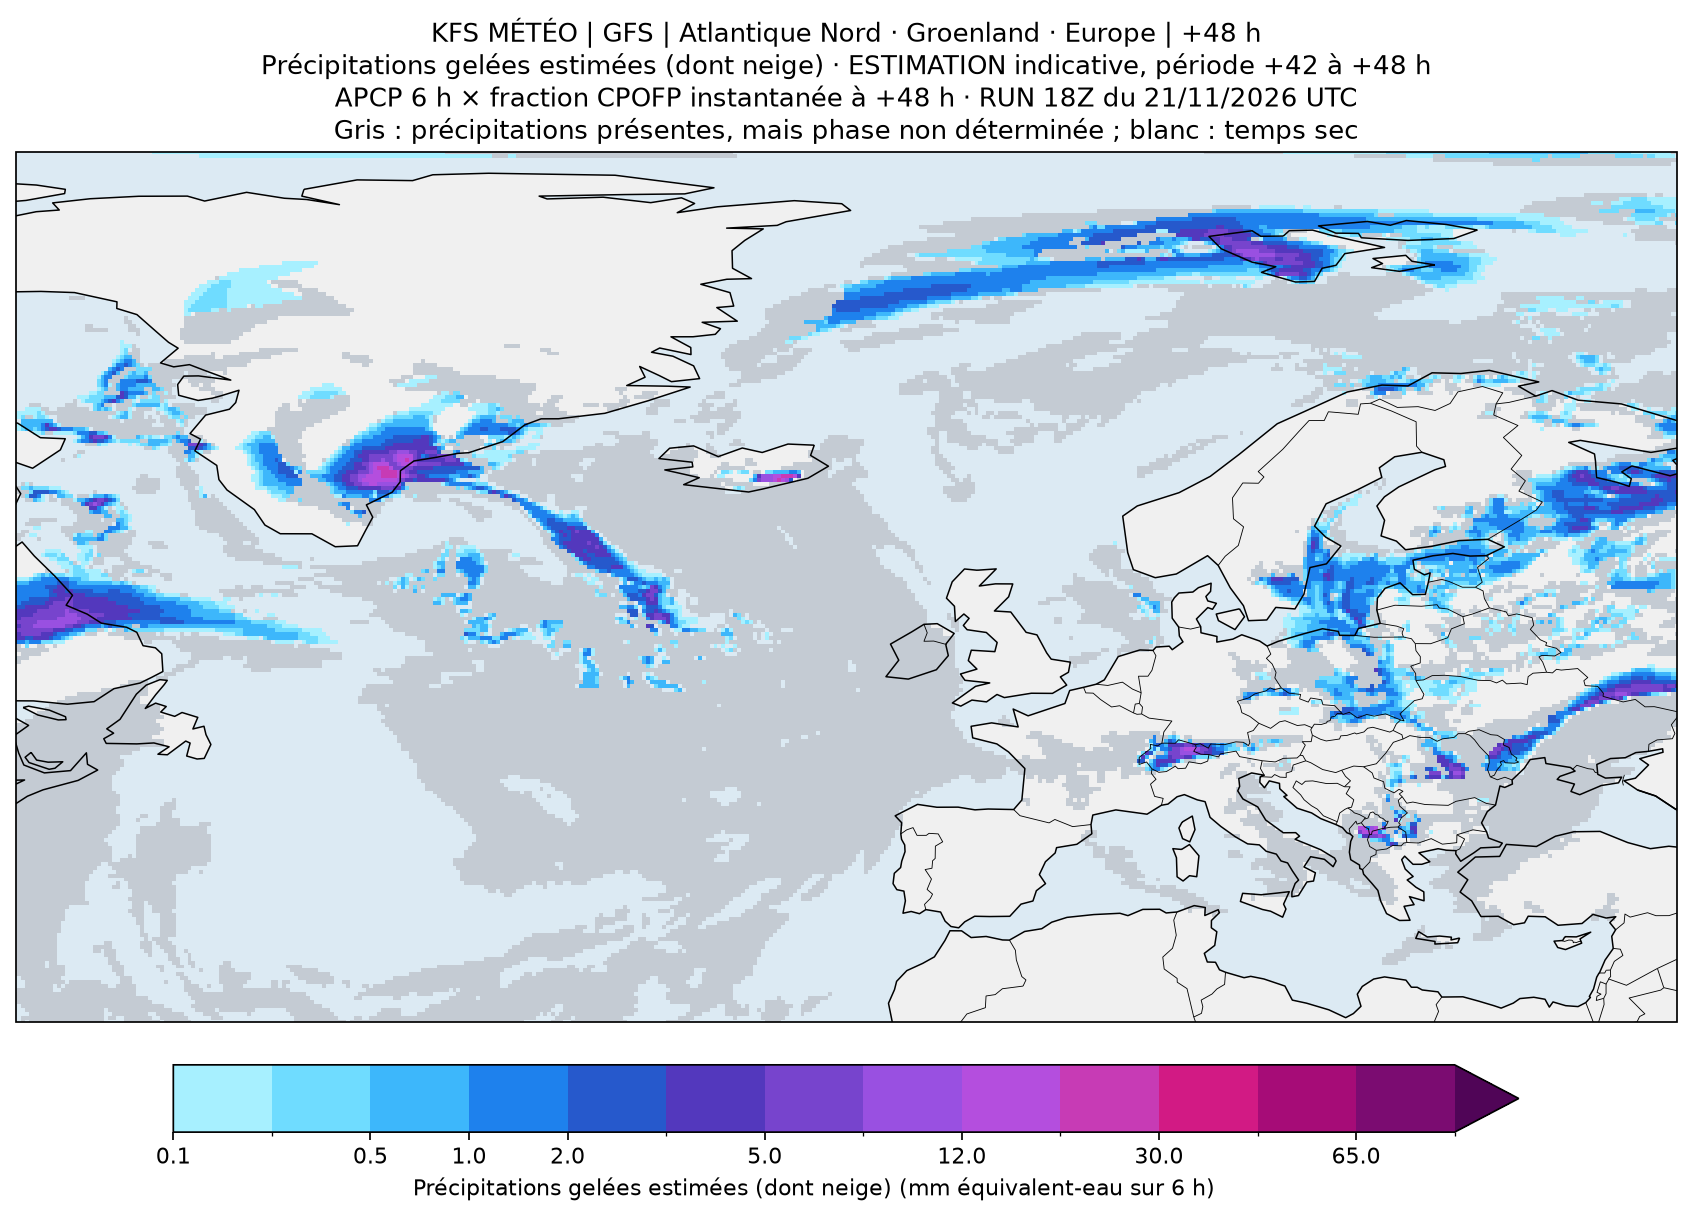 KFS MÉTÉO | GFS | Atlantique Nord · Groenland · Europe | +48 h
Précipitations gelées estimées (dont neige) · ESTIMATION indicative, période +42 à +48 h
APCP 6 h × fraction CPOFP instantanée à +48 h · RUN 18Z du 21/11/2026 UTC
Gris : précipitations présentes, mais phase non déterminée ; blanc : temps sec
0.1 0.5 1.0 2.0 5.0 12.0 30.0 65.0
Précipitations gelées estimées (dont neige) (mm équivalent-eau sur 6 h)